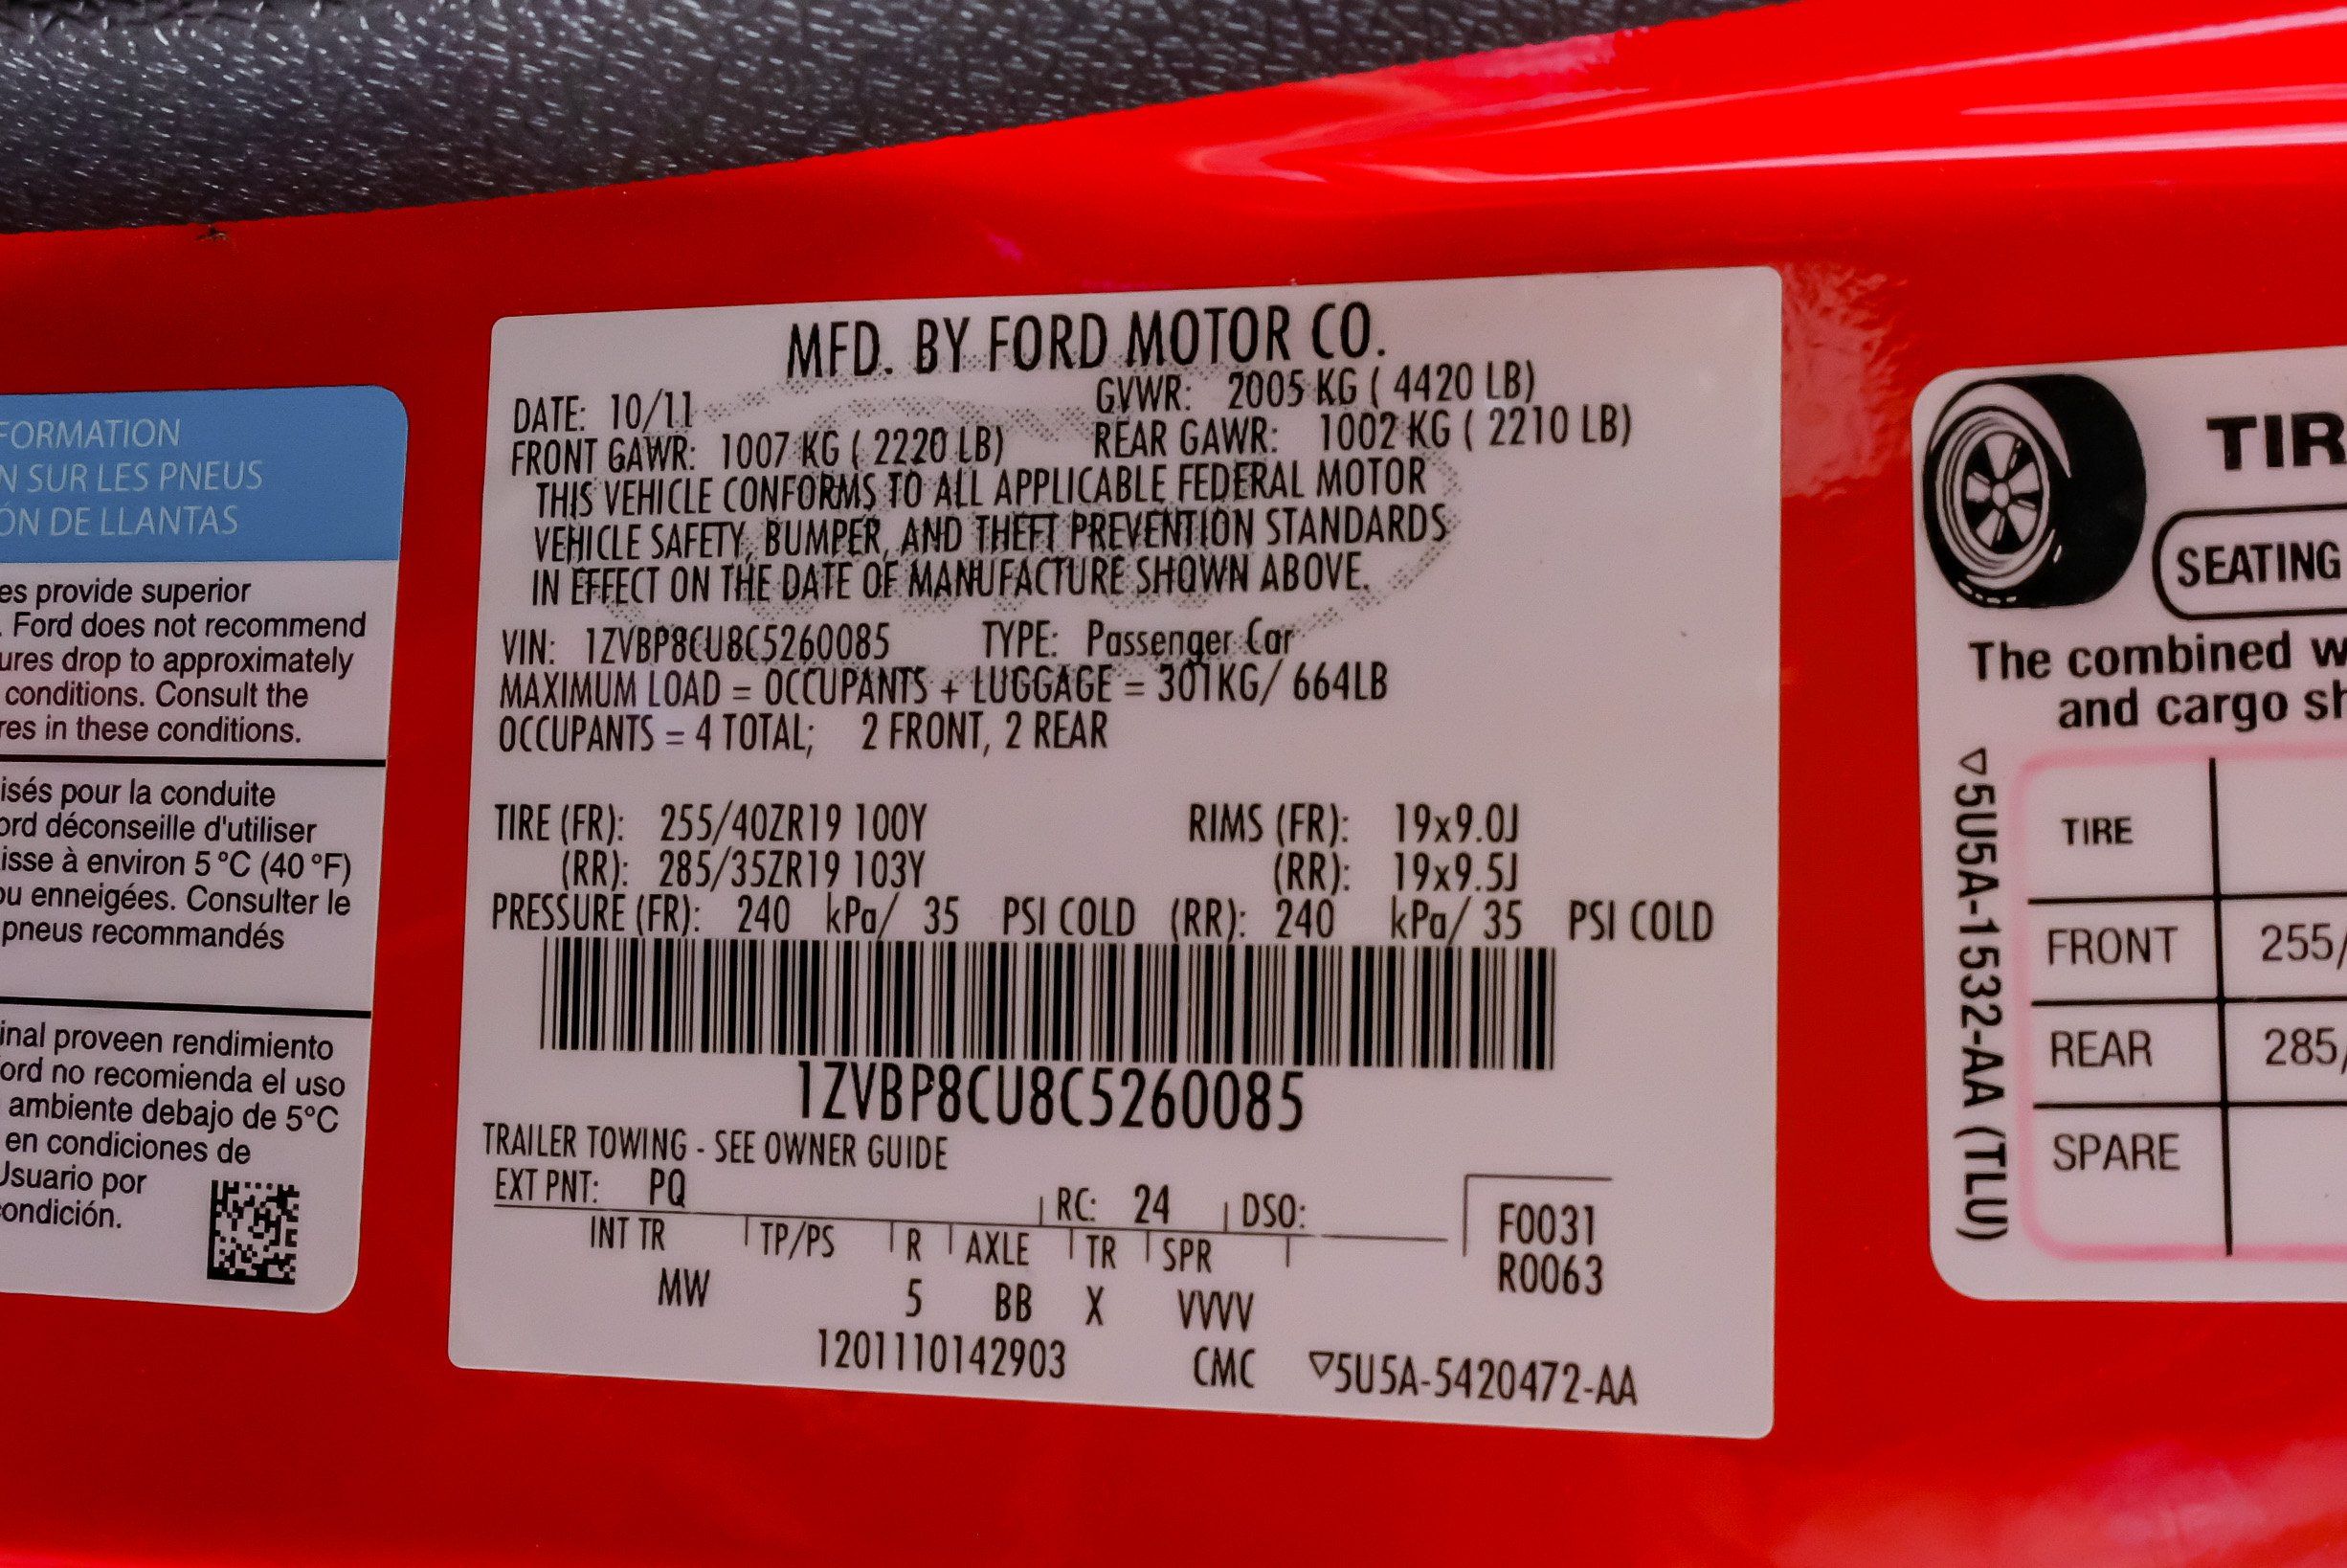 FORMATION
N SUR LES PNEUS
ÓN DE LLANTAS
es provide superior
. Ford does not recommend
ures drop to approximately
conditions. Consult the
res in these conditions.
isés pour la conduite
ord déconseille d'utiliser
isse à environ 5 °C (40 °F)
ou enneigées. Consulter le
pneus recommandés
inal proveen rendimiento
ord no recomienda el uso
ambiente debajo de 5°C
en condiciones de
Usuario por
condición.
MFD. BY FORD MOTOR CO.
DATE: 10/11 GVWR: 2005 KG ( 4420 LB)
FRONT GAWR: 1007 KG ( 2220 LB) REAR GAWR: 1002 KG ( 2210 LB)
THIS VEHICLE CONFORMS TO ALL APPLICABLE FEDERAL MOTOR
VEHICLE SAFETY, BUMPER, AND THEFT PREVENTION STANDARDS
IN EFFECT ON THE DATE OF MANUFACTURE SHOWN ABOVE.
VIN: 1ZVBP8CU8C5260085 TYPE: Passenger Car
MAXIMUM LOAD = OCCUPANTS + LUGGAGE = 301KG/ 664LB
OCCUPANTS = 4 TOTAL; 2 FRONT, 2 REAR
TIRE (FR): 255/40ZR19 100Y RIMS (FR): 19x9.0J
(RR): 285/35ZR19 103Y (RR): 19x9.5J
PRESSURE (FR): 240 kPa/ 35 PSI COLD (RR): 240 kPa/ 35 PSI COLD
1ZVBP8CU8C5260085
TRAILER TOWING - SEE OWNER GUIDE
EXT PNT: PQ RC: 24 DSO:
INT TR TP/PS R AXLE TR SPR
F0031
R0063
MW 5 BB X VVVV
1201110142903 CMC ▽5U5A-5420472-AA
TIR
SEATING
The combined w
and cargo sh
▽5U5A-1532-AA (TLU)
TIRE
FRONT 255/
REAR 285/
SPARE